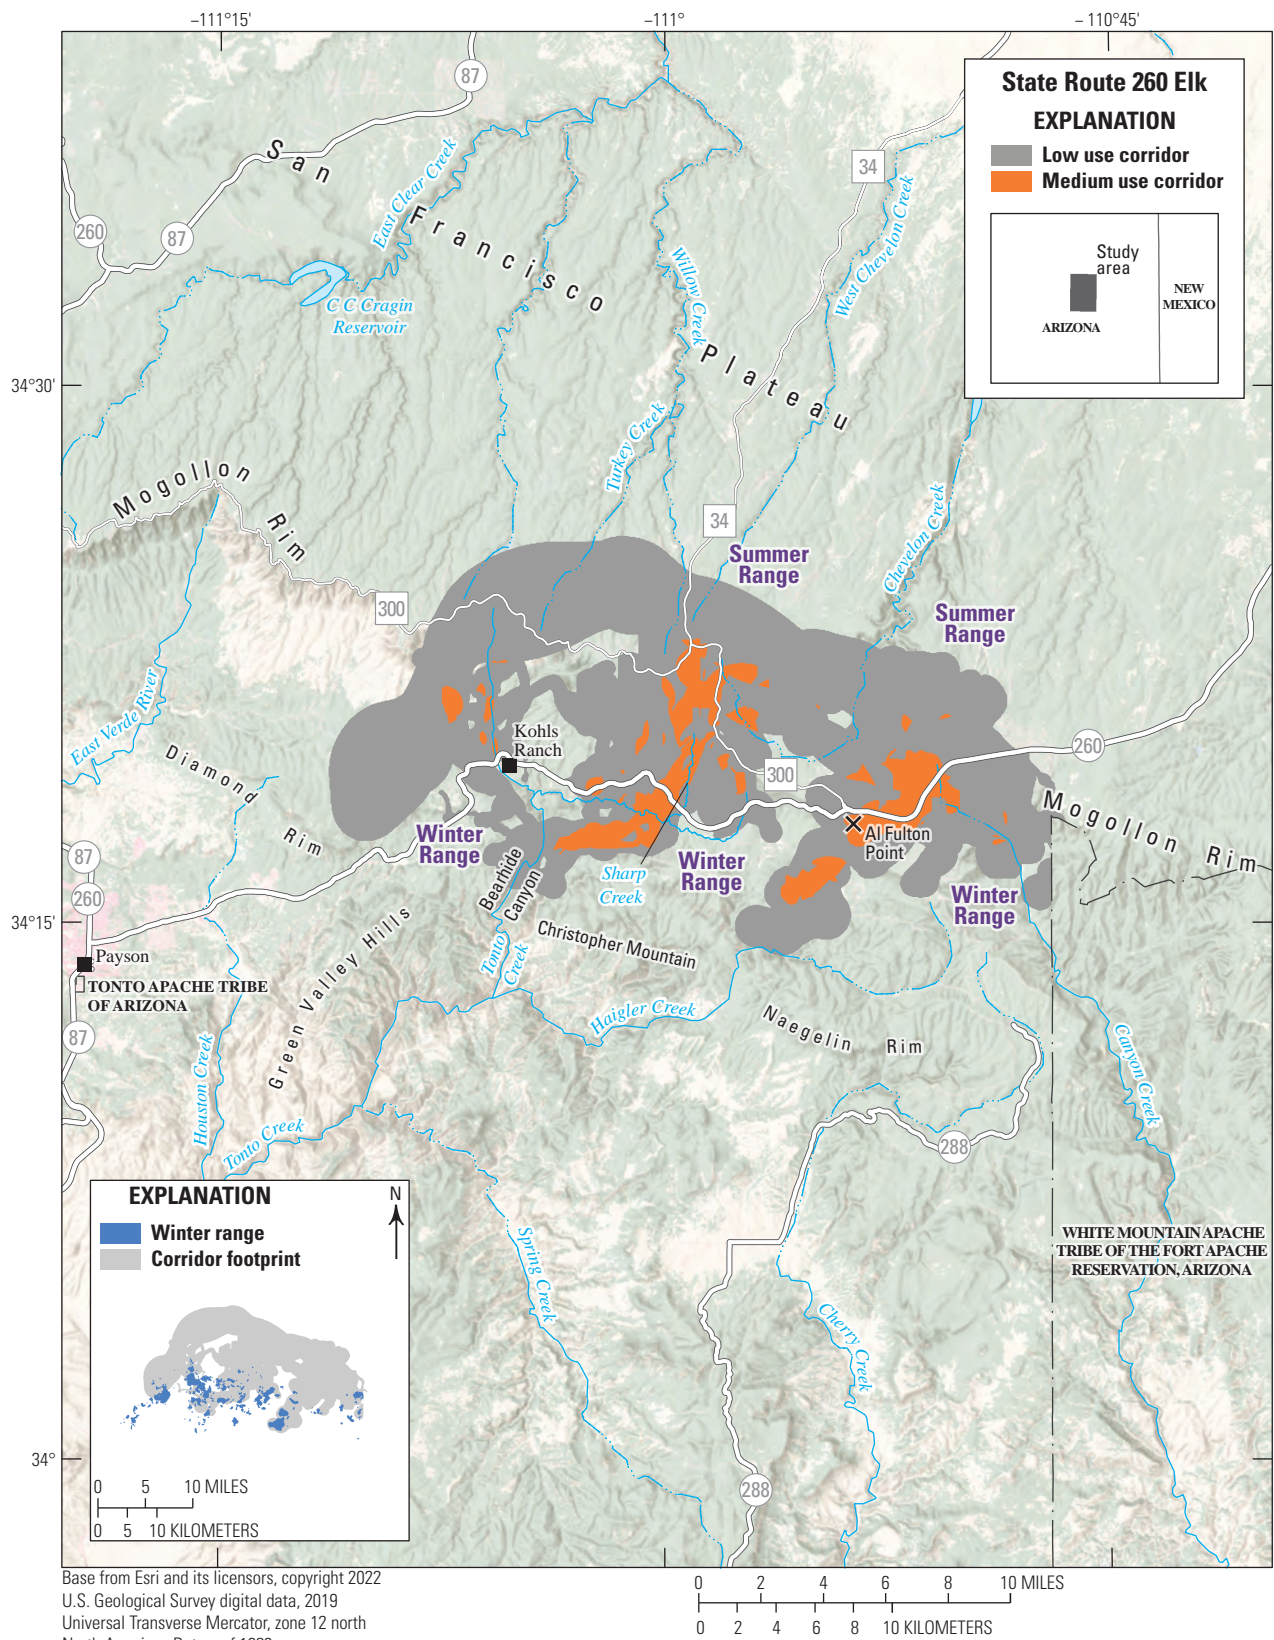 −111°15'
−111°
−110°45'
State Route 260 Elk
EXPLANATION
Low use corridor
Medium use corridor
Study
area
NEW
MEXICO
ARIZONA
87
San
Francisco
Plateau
34
260
87
East Clear Creek
C C Cragin
Reservoir
Willow Creek
West Chevelon Creek
34°30'
Turkey Creek
Mogollon
Rim
34
Chevelon Creek
Summer
Range
300
Summer
Range
East Verde River
Diamond
Rim
Kohls
Ranch
260
300
Mogollon Rim
Al Fulton
Point
Winter
Range
87
260
Bearhide
Canyon
Sharp
Creek
Winter
Range
Winter
Range
34°15'
Green Valley Hills
Tonto
Creek
Christopher Mountain
Payson
TONTO APACHE TRIBE
OF ARIZONA
Haigler Creek
Naegelin Rim
87
Houston Creek
Tonto Creek
Canyon Creek
288
EXPLANATION
Winter range
Corridor footprint
N
0 5 10 MILES
0 5 10 KILOMETERS
Spring Creek
Cherry Creek
WHITE MOUNTAIN APACHE
TRIBE OF THE FORT APACHE
RESERVATION, ARIZONA
34°
288
Base from Esri and its licensors, copyright 2022
U.S. Geological Survey digital data, 2019
Universal Transverse Mercator, zone 12 north
0 2 4 6 8 10 MILES
0 2 4 6 8 10 KILOMETERS